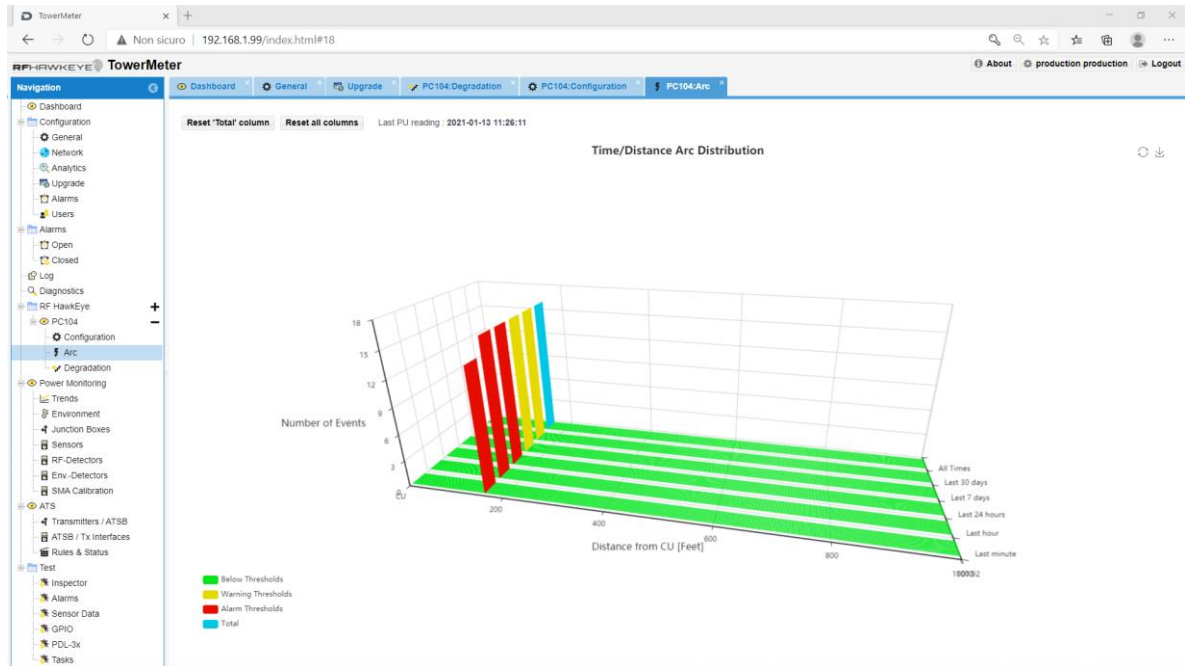 TowerMeter
Non sicuro 192.168.1.99/index.html#18
RFHAWKEYE TowerMeter
About production production Logout
Navigation
Dashboard General Upgrade PC104:Degradation PC104:Configuration PC104:Arc
Dashboard
Configuration
General
Network
Analytics
Upgrade
Alarms
Users
Alarms
Open
Closed
Log
Diagnostics
RF HawkEye
PC104
Configuration
Arc
Degradation
Power Monitoring
Trends
Environment
Junction Boxes
Sensors
RF-Detectors
Env.-Detectors
SMA Calibration
ATS
Transmitters / ATSB
ATSB / Tx Interfaces
Rules & Status
Test
Inspector
Alarms
Sensor Data
GPIO
PDL-3x
Tasks
Reset 'Total' column Reset all columns Last PU reading : 2021-01-13 11:26:11
Time/Distance Arc Distribution
18
15
12
9
6
3
Number of Events
CU
200
400
600
800
Distance from CU [Feet]
All Times
Last 30 days
Last 7 days
Last 24 hours
Last hour
Last minute
Below Thresholds
Warning Thresholds
Alarm Thresholds
Total